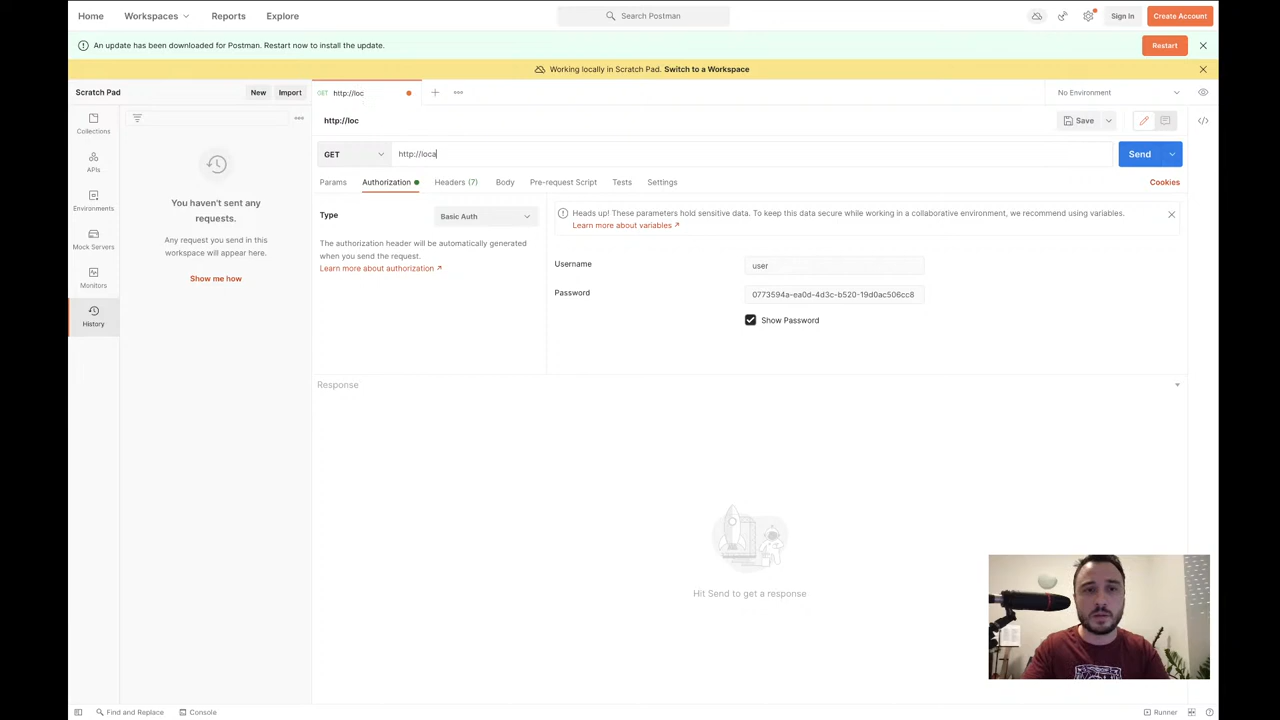 Home
Workspaces
Reports
Explore
Search Postman
Sign In
Create Account
An update has been downloaded for Postman. Restart now to install the update.
Restart
Working locally in Scratch Pad. Switch to a Workspace
Scratch Pad
New
Import
GET http://loc
No Environment
Collections
APIs
Environments
Mock Servers
Monitors
History
You haven't sent any
requests.
Any request you send in this
workspace will appear here.
Show me how
http://loc
Save
GET
http://loca
Send
Params
Authorization
Headers (7)
Body
Pre-request Script
Tests
Settings
Cookies
Type
Basic Auth
The authorization header will be automatically generated
when you send the request.
Learn more about authorization ↗
Heads up! These parameters hold sensitive data. To keep this data secure while working in a collaborative environment, we recommend using variables.
Learn more about variables ↗
Username
user
Password
0773594a-ea0d-4d3c-b520-19d0ac506cc8
Show Password
Response
Hit Send to get a response
Find and Replace
Console
Runner